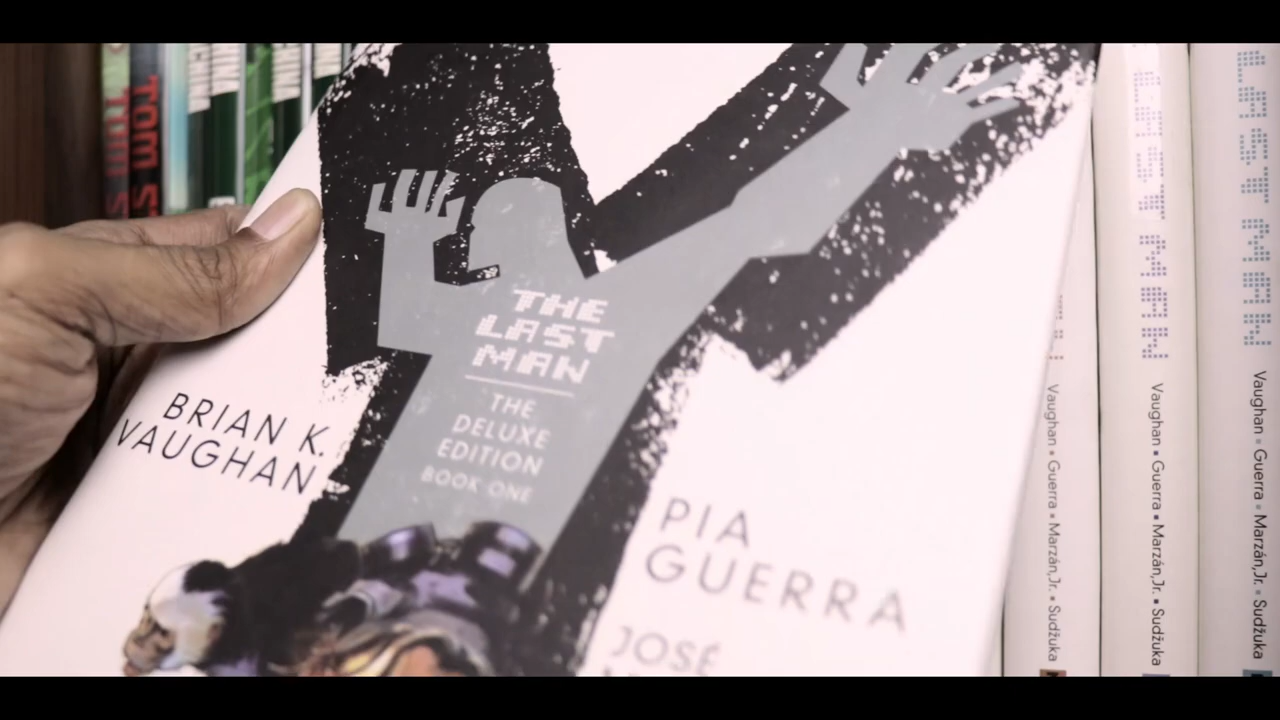 THE
LAST
MAN
THE
DELUXE
EDITION
BOOK ONE
BRIAN K.
VAUGHAN
PIA
GUERRA
JOSÉ
TOM S
LAST MAN
Vaughan • Guerra • Marzán, Jr. • Sudžuka
LAST MAN
Vaughan • Guerra • Marzán, Jr. • Sudžuka
Vaughan • Guerra • Marzán, Jr. • Sudžuka